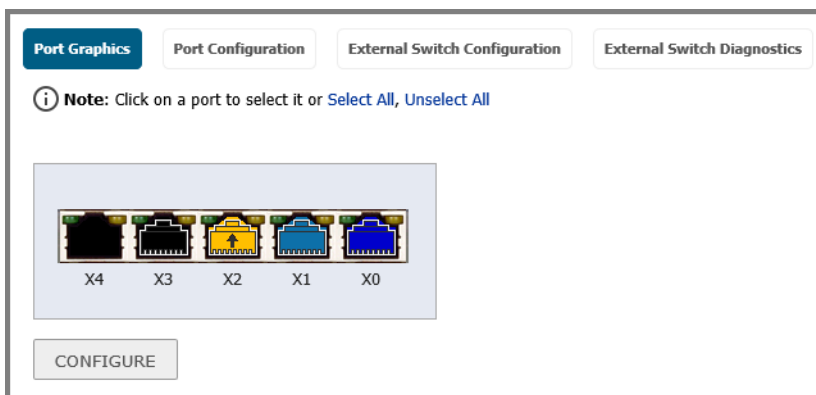 Port Graphics Port Configuration External Switch Configuration External Switch Diagnostics
i Note: Click on a port to select it or Select All, Unselect All
X4 X3 X2 X1 X0
CONFIGURE